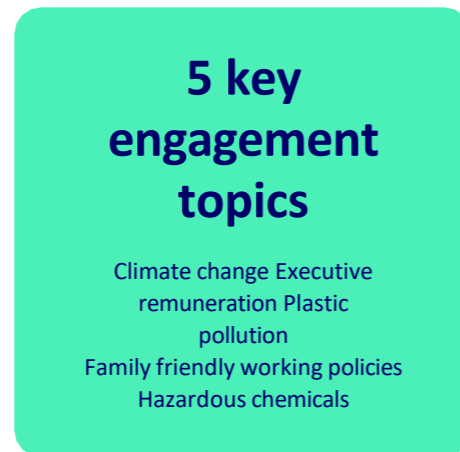 5 key
engagement
topics
Climate change Executive
remuneration Plastic
pollution
Family friendly working policies
Hazardous chemicals